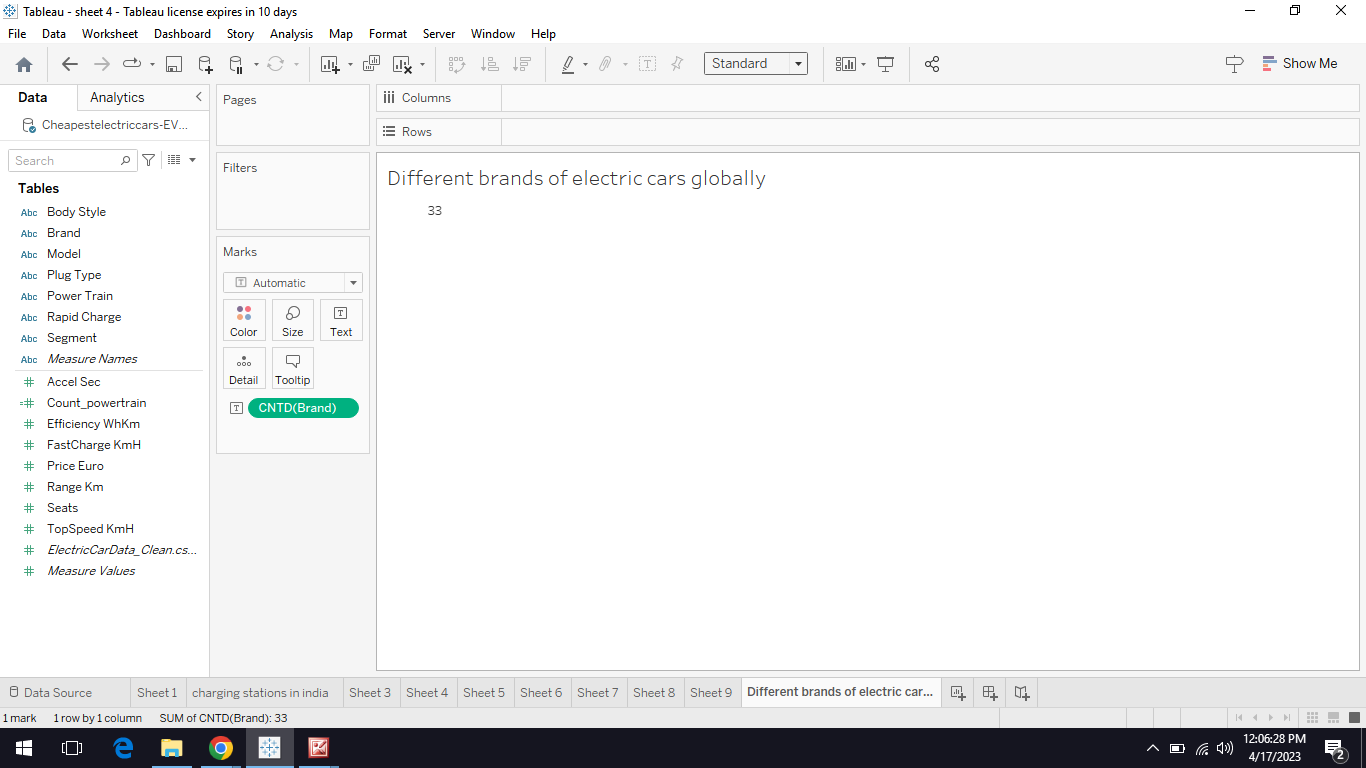 Tableau - sheet 4 - Tableau license expires in 10 days
File Data Worksheet Dashboard Story Analysis Map Format Server Window Help
Standard
Show Me
Data Analytics
Cheapestelectriccars-EV...
Search
Tables
Abc Body Style
Abc Brand
Abc Model
Abc Plug Type
Abc Power Train
Abc Rapid Charge
Abc Segment
Abc Measure Names
# Accel Sec
=# Count_powertrain
# Efficiency WhKm
# FastCharge KmH
# Price Euro
# Range Km
# Seats
# TopSpeed KmH
# ElectricCarData_Clean.cs...
# Measure Values
Pages
Filters
Marks
T Automatic
Color Size Text
Detail Tooltip
T CNTD(Brand)
Columns
Rows
Different brands of electric cars globally
33
Data Source Sheet 1 charging stations in india Sheet 3 Sheet 4 Sheet 5 Sheet 6 Sheet 7 Sheet 8 Sheet 9 Different brands of electric car...
1 mark 1 row by 1 column SUM of CNTD(Brand): 33
12:06:28 PM
4/17/2023
2